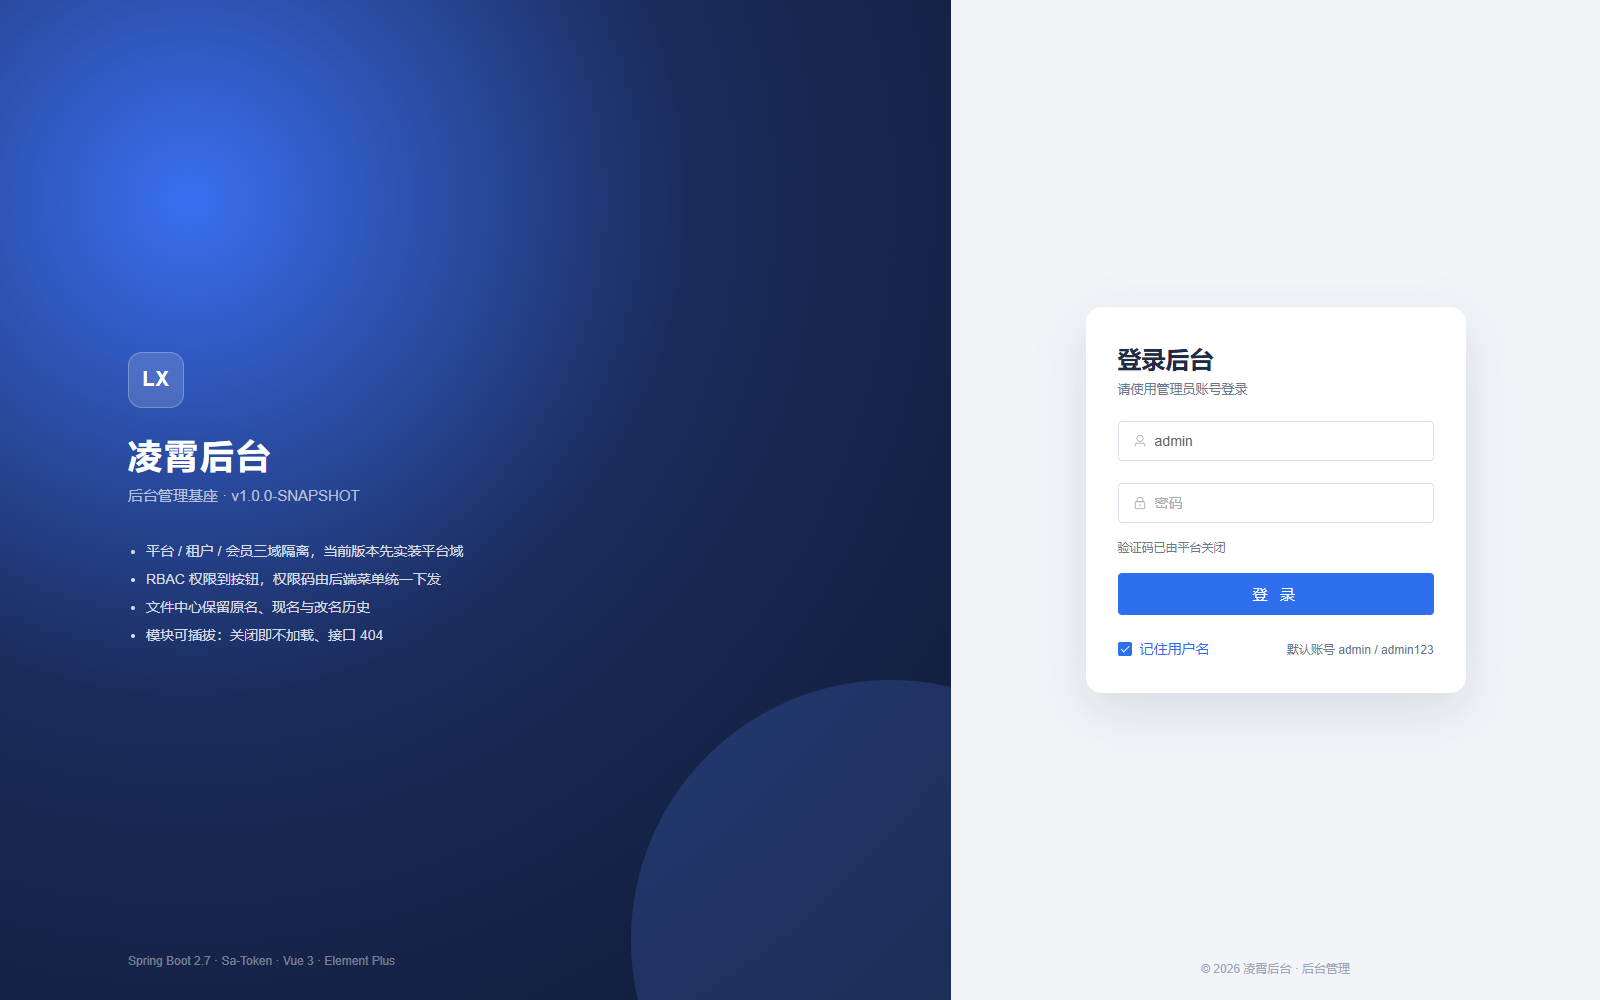 LX
凌霄后台
后台管理基座 · v1.0.0-SNAPSHOT
平台 / 租户 / 会员三域隔离，当前版本先实装平台域
RBAC 权限到按钮，权限码由后端菜单统一下发
文件中心保留原名、现名与改名历史
模块可插拔：关闭即不加载、接口 404
Spring Boot 2.7 · Sa-Token · Vue 3 · Element Plus
登录后台
请使用管理员账号登录
admin
密码
验证码已由平台关闭
登 录
记住用户名
默认账号 admin / admin123
© 2026 凌霄后台 · 后台管理